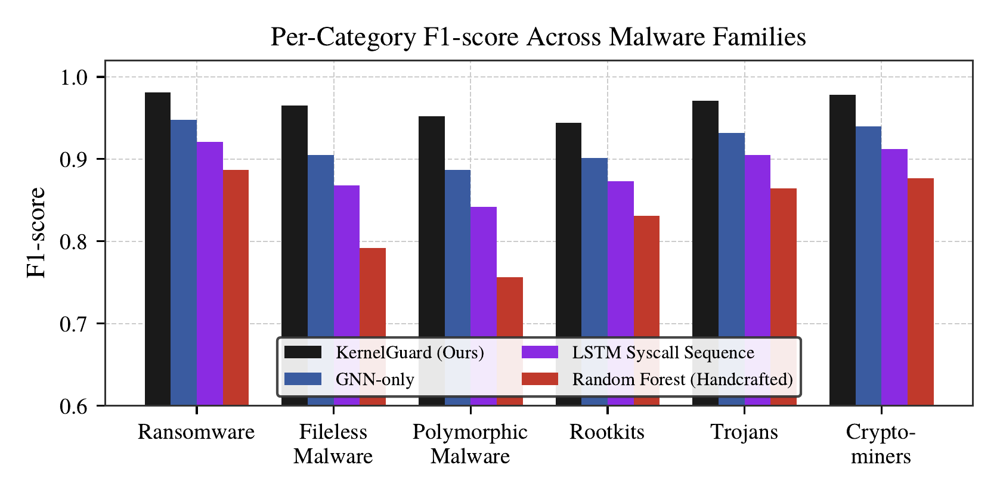 Per-Category F1-score Across Malware Families
F1-score
1.0
0.9
0.8
0.7
0.6
KernelGuard (Ours)
GNN-only
LSTM Syscall Sequence
Random Forest (Handcrafted)
Ransomware
Fileless
Malware
Polymorphic
Malware
Rootkits
Trojans
Crypto-
miners